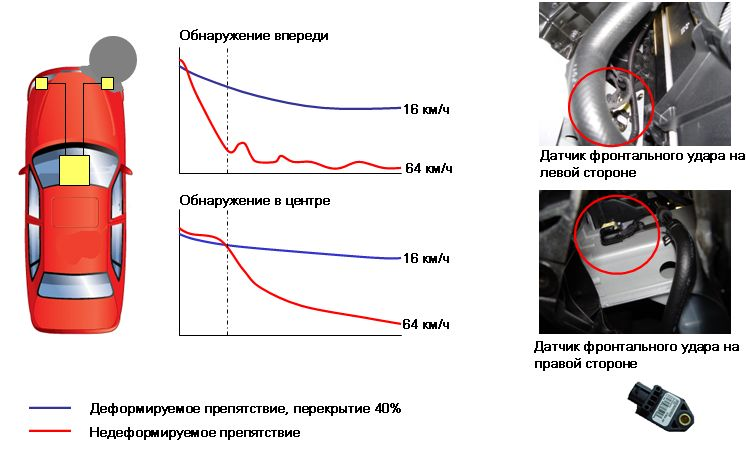 Обнаружение впереди
16 км/ч
64 км/ч
Обнаружение в центре
16 км/ч
64 км/ч
Деформируемое препятствие, перекрытие 40%
Недеформируемое препятствие
Датчик фронтального удара на
левой стороне
Датчик фронтального удара на
правой стороне